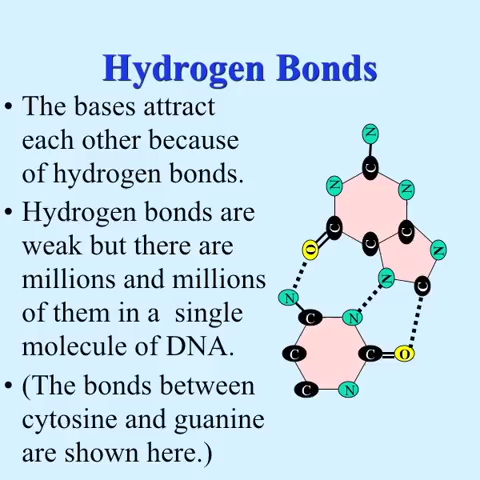 Hydrogen Bonds
• The bases attract
each other because
of hydrogen bonds.
• Hydrogen bonds are
weak but there are
millions and millions
of them in a single
molecule of DNA.
• (The bonds between
cytosine and guanine
are shown here.)
N
C
N
N
C
C
O
C
N
N
C
N
C
N
C
C
O
C
N